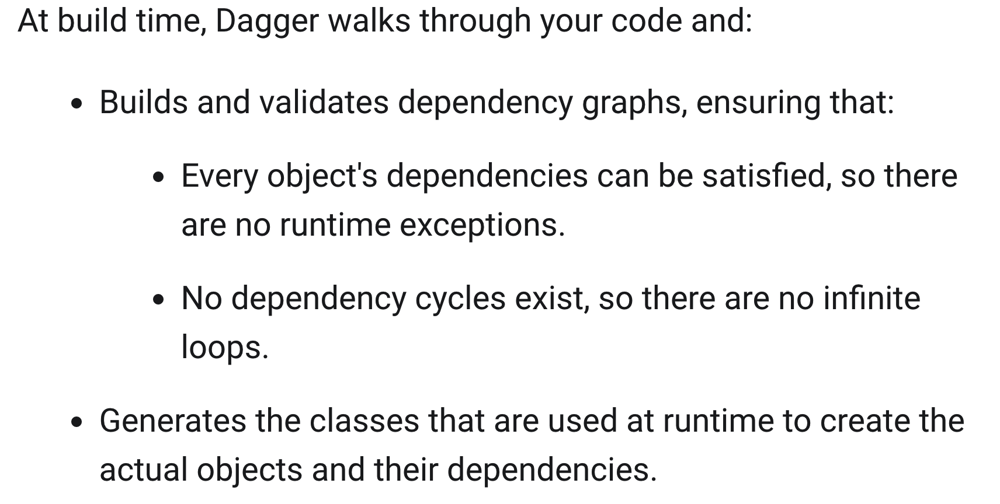 At build time, Dagger walks through your code and:
• Builds and validates dependency graphs, ensuring that:
• Every object's dependencies can be satisfied, so there
are no runtime exceptions.
• No dependency cycles exist, so there are no infinite
loops.
• Generates the classes that are used at runtime to create the
actual objects and their dependencies.